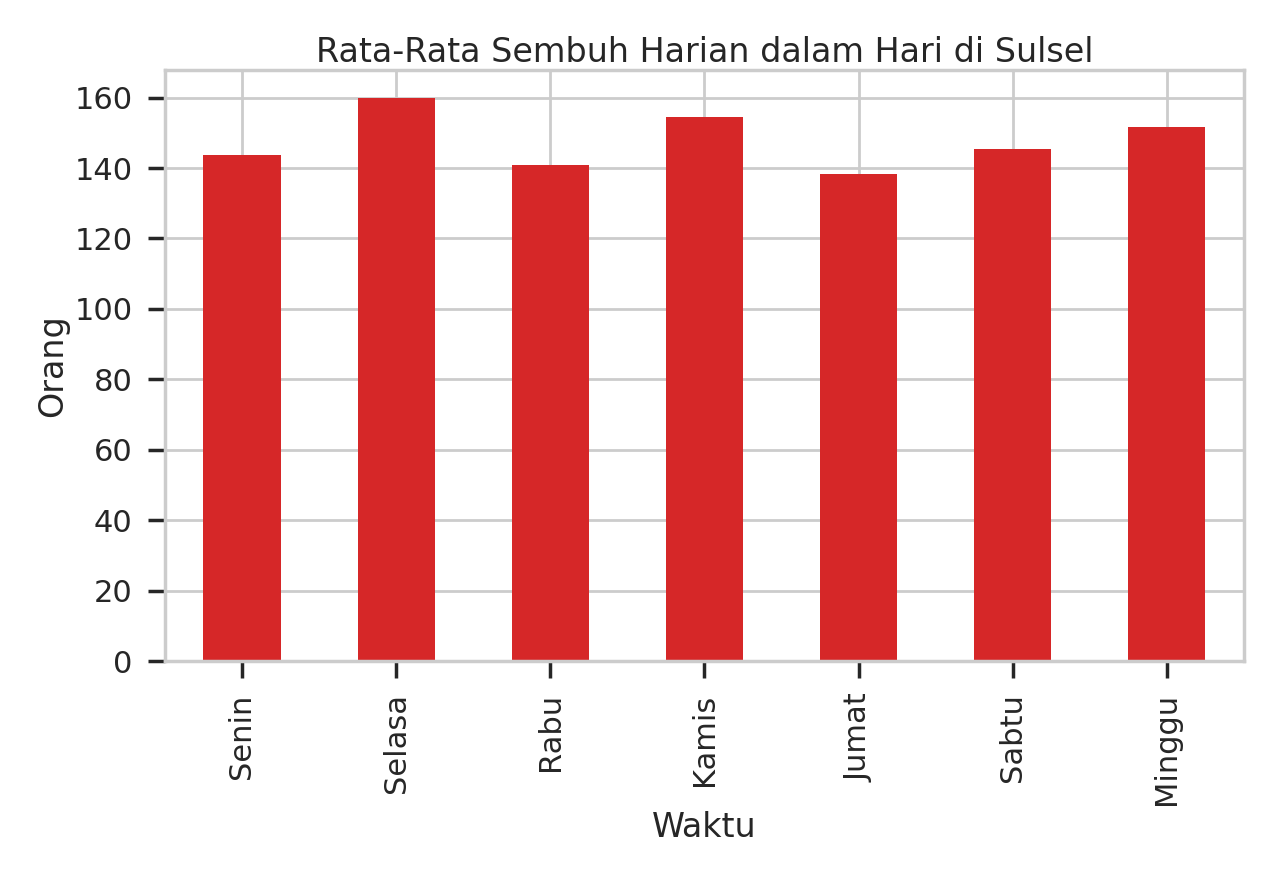 Rata-Rata Sembuh Harian dalam Hari di Sulsel
160
140
120
100
80
60
40
20
0
Orang
Senin
Selasa
Rabu
Kamis
Jumat
Sabtu
Minggu
Waktu